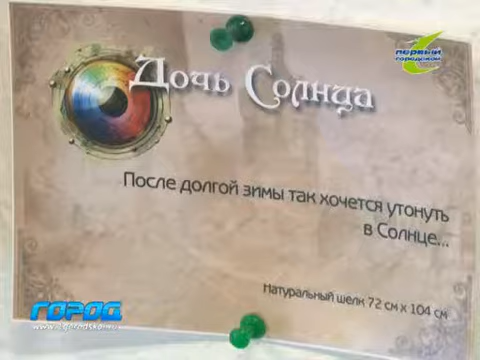 Первый
городской
Дочь Солнца
После долгой зимы так хочется утонуть
в Солнце...
Натуральный шелк 72 см х 104 см
ГОРОД